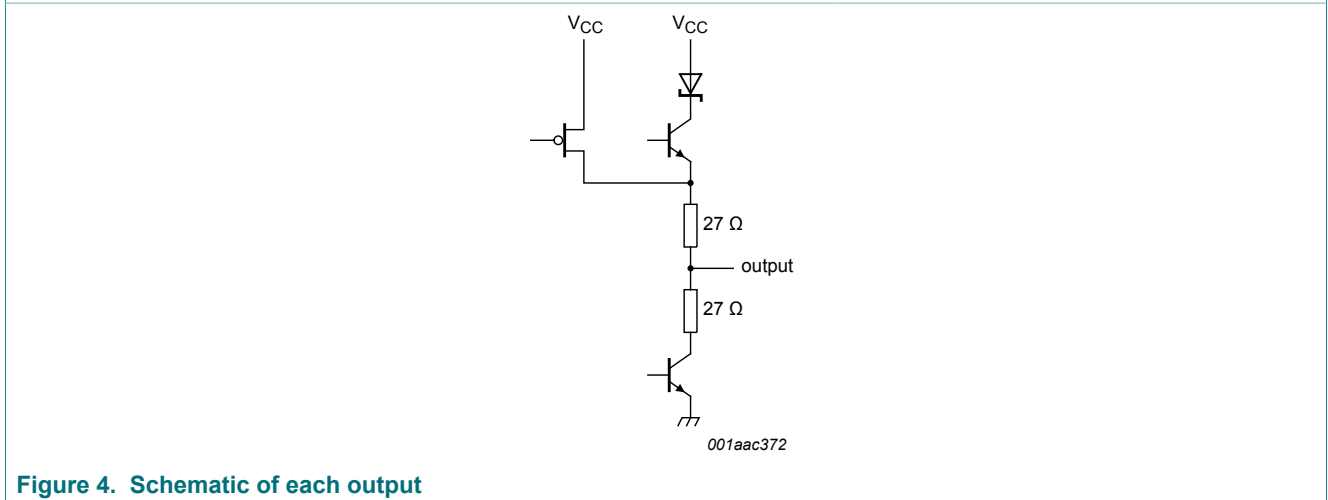 VCC VCC
27 Ω
output
27 Ω
001aac372
Figure 4. Schematic of each output